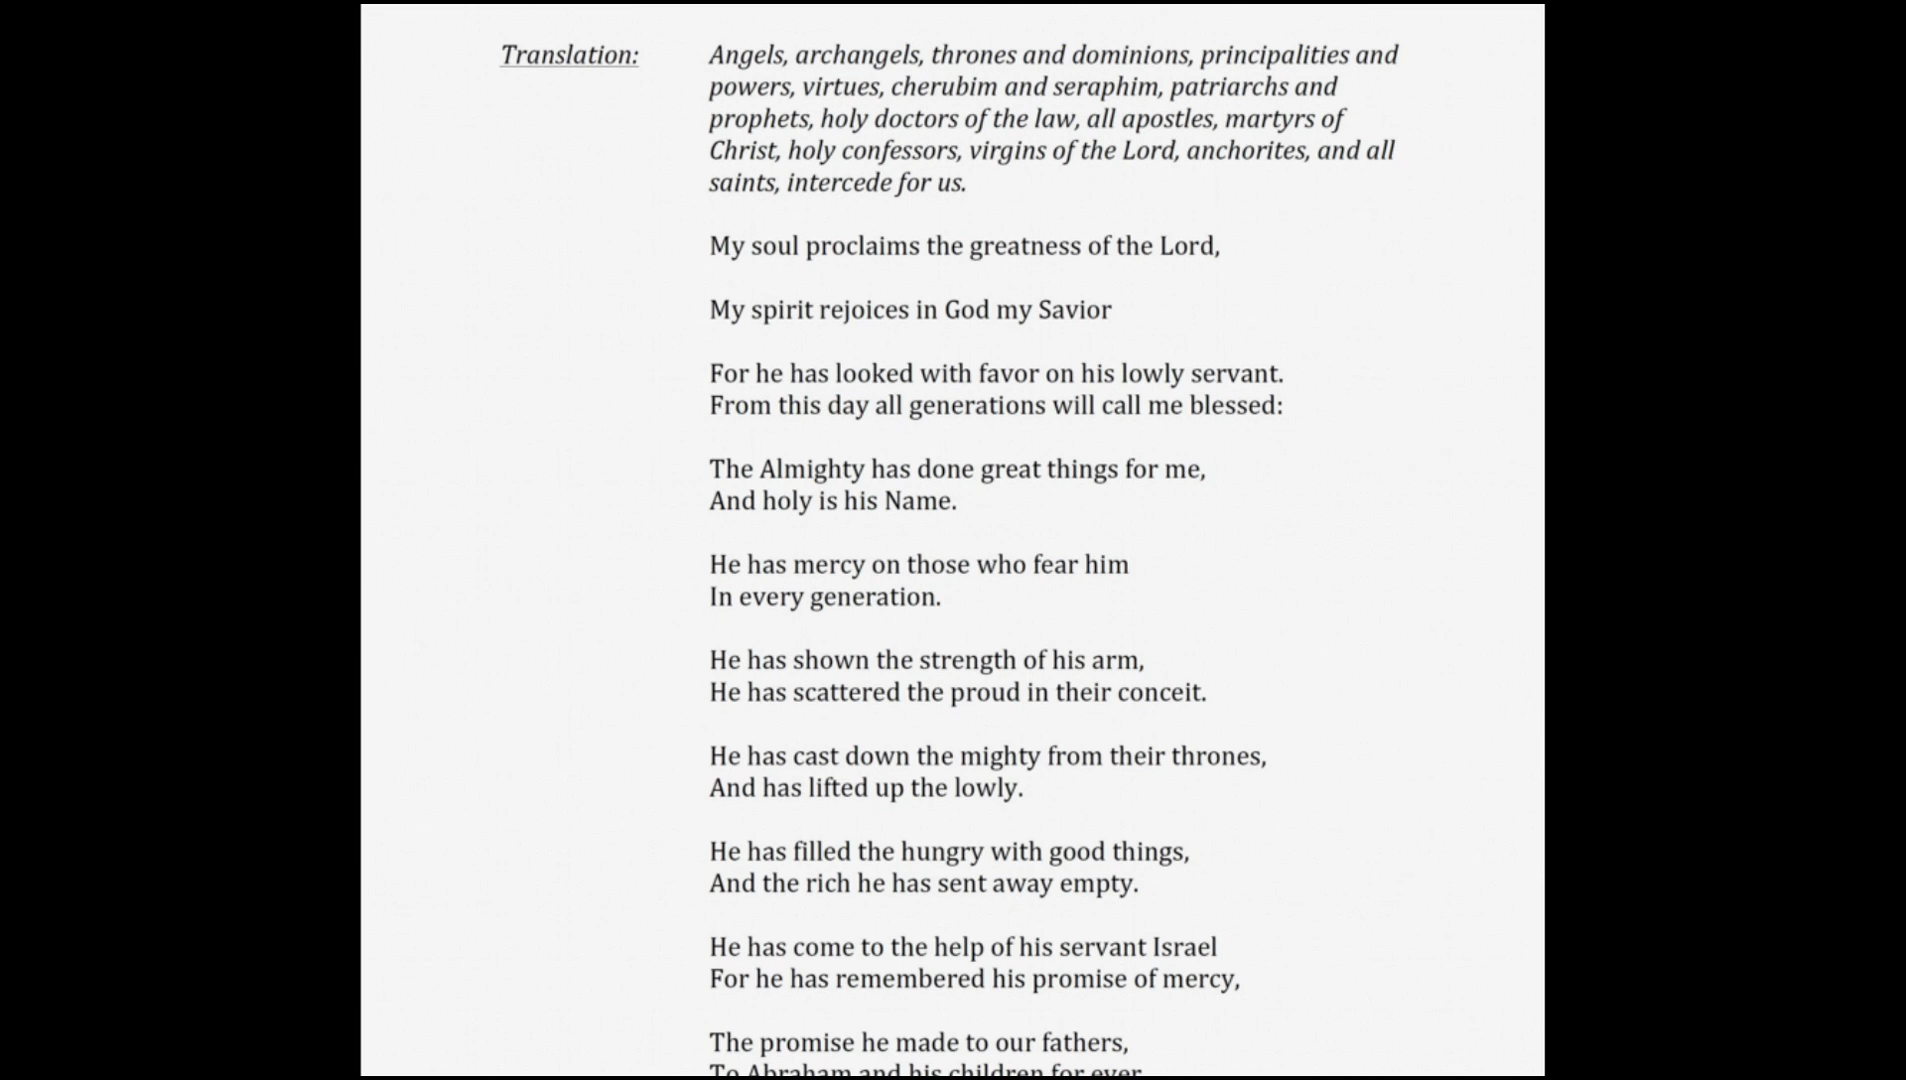 Translation: Angels, archangels, thrones and dominions, principalities and
powers, virtues, cherubim and seraphim, patriarchs and
prophets, holy doctors of the law, all apostles, martyrs of
Christ, holy confessors, virgins of the Lord, anchorites, and all
saints, intercede for us.
My soul proclaims the greatness of the Lord,
My spirit rejoices in God my Savior
For he has looked with favor on his lowly servant.
From this day all generations will call me blessed:
The Almighty has done great things for me,
And holy is his Name.
He has mercy on those who fear him
In every generation.
He has shown the strength of his arm,
He has scattered the proud in their conceit.
He has cast down the mighty from their thrones,
And has lifted up the lowly.
He has filled the hungry with good things,
And the rich he has sent away empty.
He has come to the help of his servant Israel
For he has remembered his promise of mercy,
The promise he made to our fathers,
To Abraham and his children for ever